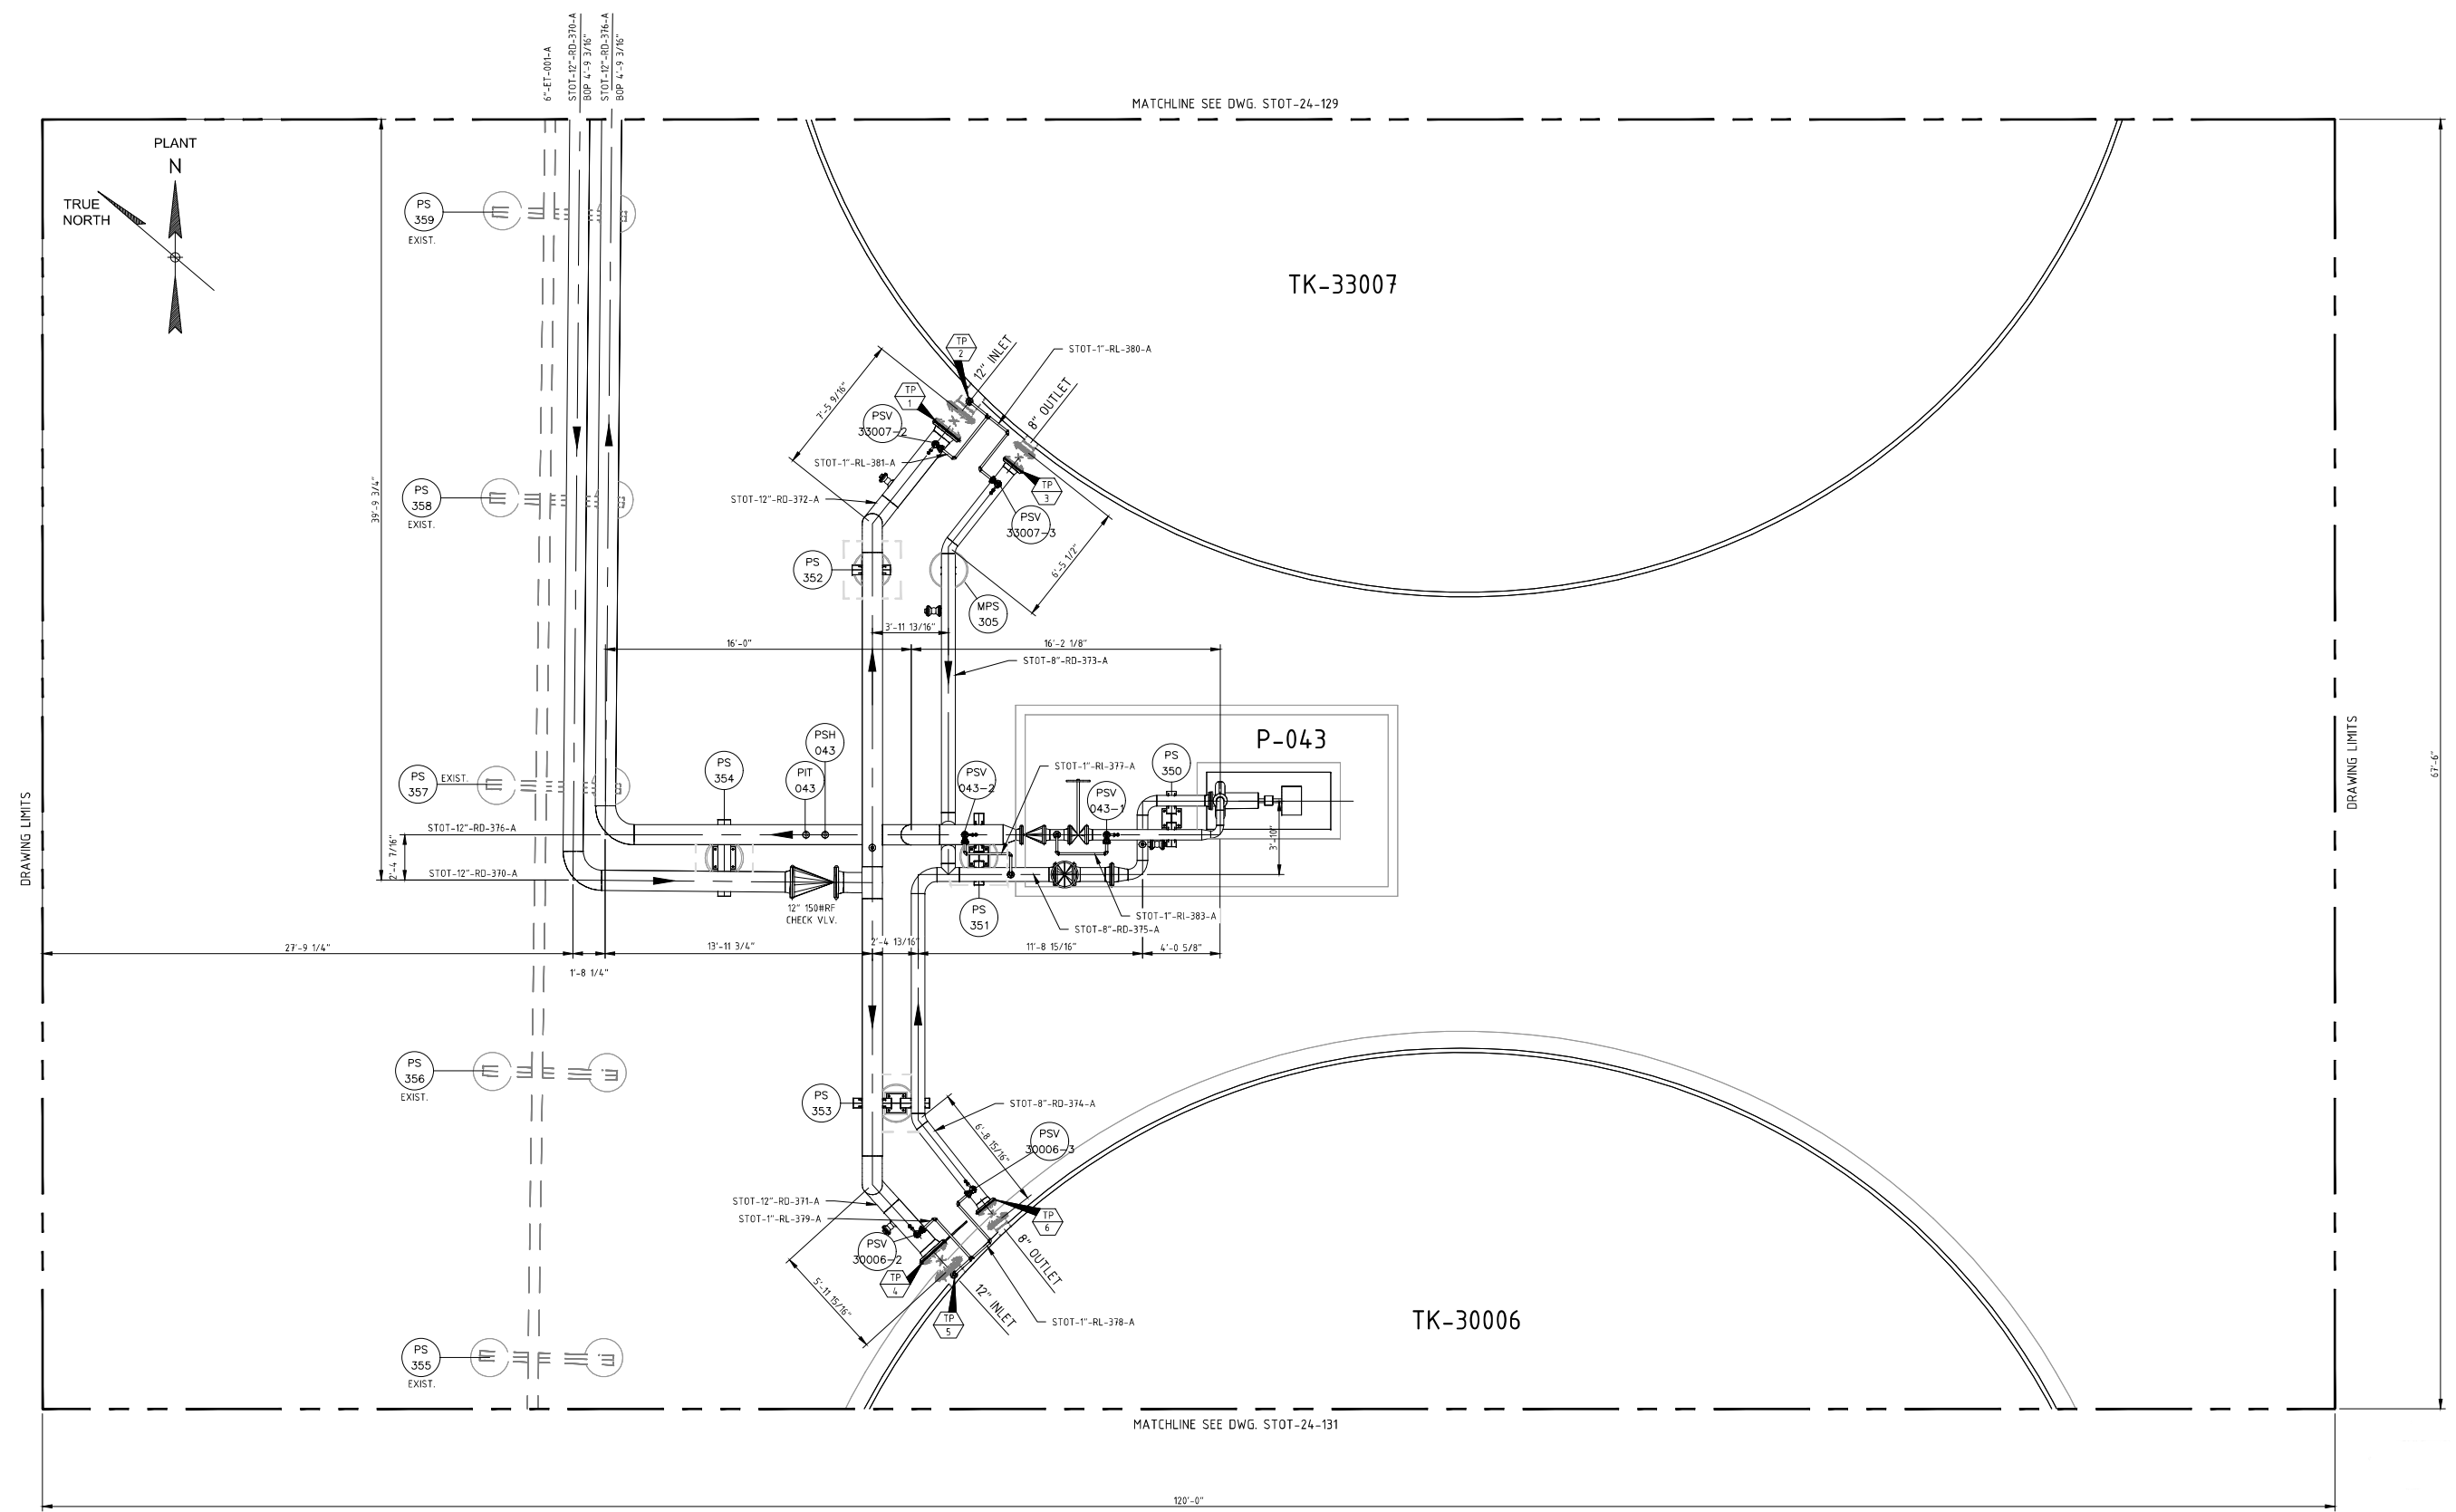 6"-ET-001-A
STOT-12"-RD-370-A
BOP 4'-9 3/16"
STOT-12"-RD-376-A
BOP 4'-9 3/16"
MATCHLINE SEE DWG. STOT-24-129
PLANT
N
TRUE
NORTH
PS
359
EXIST.
TK-33007
TP
2
12" INLET
STOT-1"-RL-380-A
7'-5 9/16"
TP
1
8" OUTLET
PSV
33007-2
STOT-1"-RL-381-A
STOT-12"-RD-372-A
TP
3
PS
358
EXIST.
39'-9 3/4"
PSV
33007-3
6'-5 1/2"
PS
352
MPS
305
3'-11 13/16"
16'-0"
16'-2 1/8"
STOT-8"-RD-373-A
P-043
PSH
043
PS
354
PIT
043
PSV
043-2
STOT-1"-RL-377-A
PS
350
PSV
043-1
PS
357
EXIST.
DRAWING LIMITS
DRAWING LIMITS
67'-6"
STOT-12"-RD-376-A
2'-4 7/16"
STOT-12"-RD-370-A
3'-10"
12" 150#RF
CHECK VLV.
PS
351
STOT-1"-RL-383-A
STOT-8"-RD-375-A
27'-9 1/4"
1'-8 1/4"
13'-11 3/4"
2'-4 13/16"
11'-8 15/16"
4'-0 5/8"
PS
356
EXIST.
PS
353
STOT-8"-RD-374-A
6'-8 15/16"
PSV
30006-3
STOT-12"-RD-371-A
STOT-1"-RL-379-A
TP
6
8" OUTLET
PSV
30006-2
TP
4
5'-11 15/16"
12" INLET
TP
5
STOT-1"-RL-378-A
TK-30006
PS
355
EXIST.
MATCHLINE SEE DWG. STOT-24-131
120'-0"